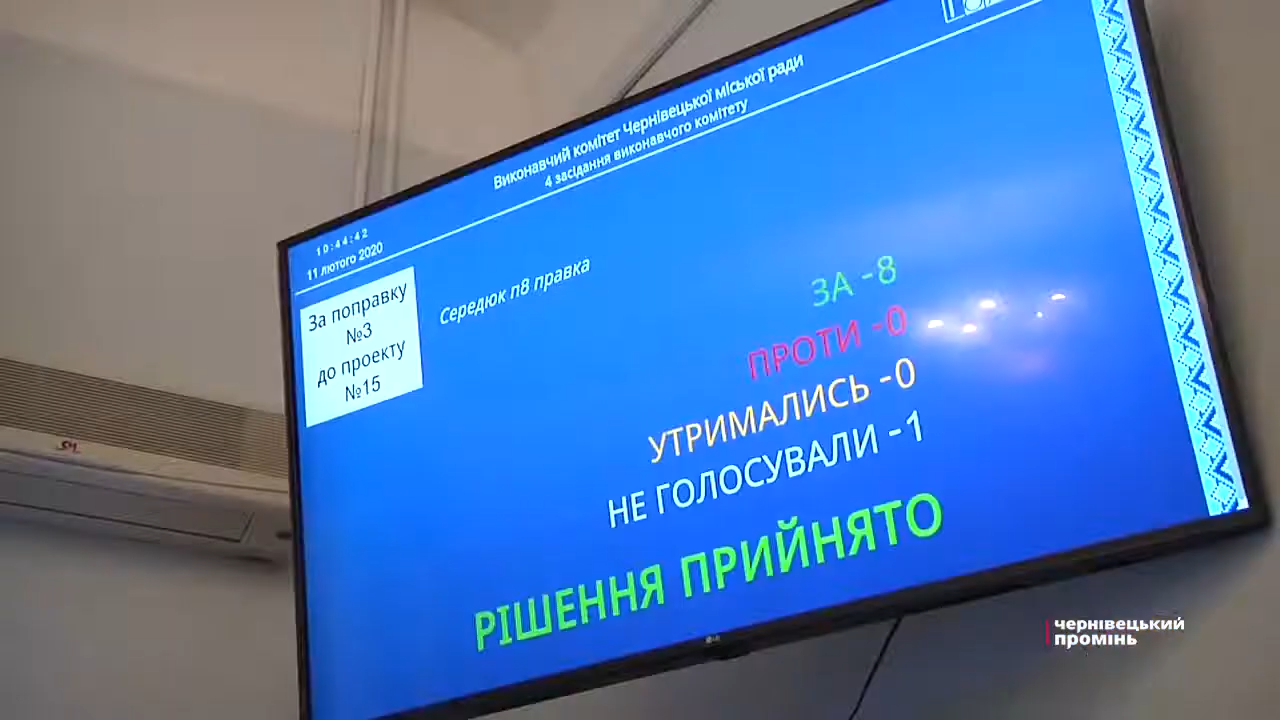 Виконавчий комітет Чернівецької міської ради
4 засідання виконавчого комітету
10:44:42
11 лютого 2020
За поправку
№3
до проекту
№15
Середюк п8 правка
ЗА -8
ПРОТИ -0
УТРИМАЛИСЬ -0
НЕ ГОЛОСУВАЛИ -1
РІШЕННЯ ПРИЙНЯТО
LG
чернівецький
промінь